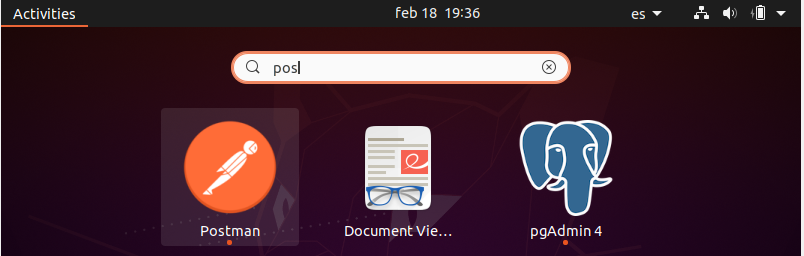 Activities feb 18 19:36 es
pos
Postman Document Vie... pgAdmin 4